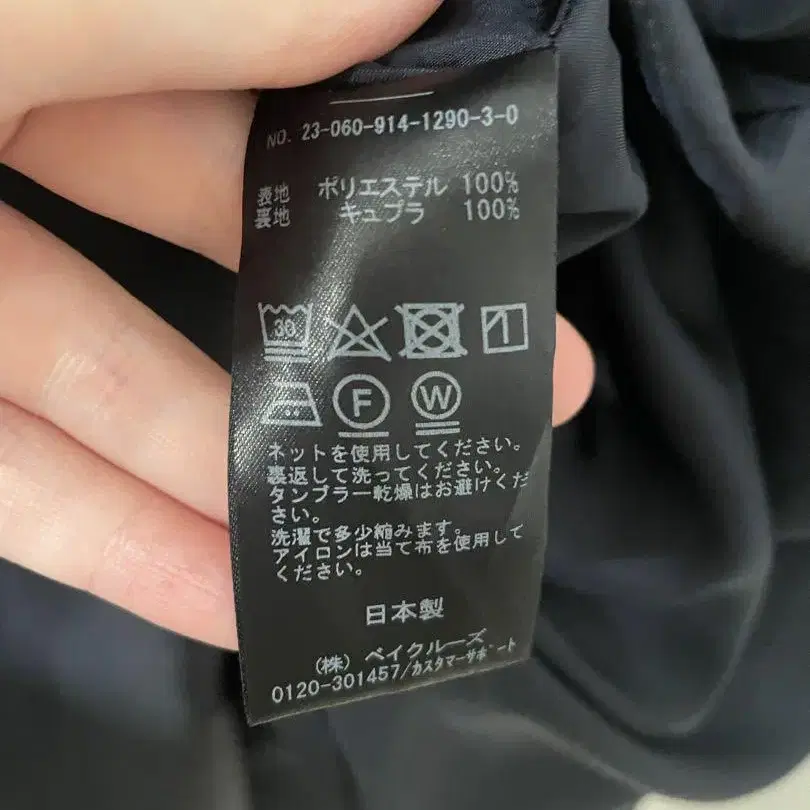 NO. 23-060-914-1290-3-0
表地 ポリエステル 100%
裏地 キュプラ 100%
30
F W
ネットを使用してください。
裏返して洗ってください。
タンブラー乾燥はお避けくだ
さい。
洗濯で多少縮みます。
アイロンは当て布を使用して
ください。
日本製
(株) ベイクルーズ
0120-301457/カスタマーサポート